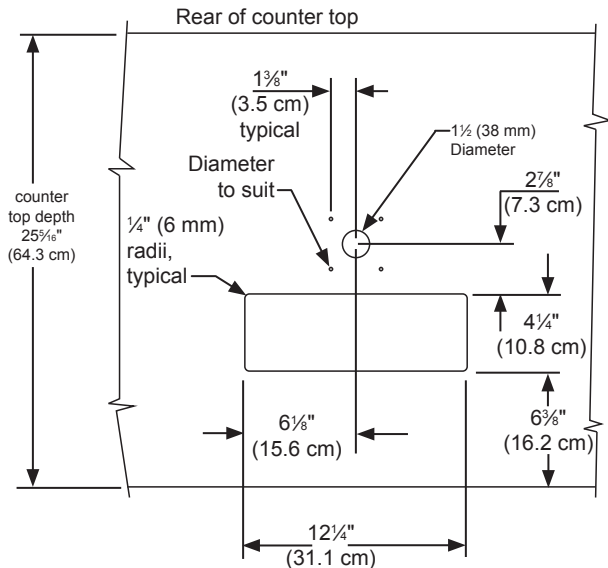 Rear of counter top
1⅜"
(3.5 cm)
typical
1½ (38 mm)
Diameter
Diameter
to suit
2⅞"
(7.3 cm)
counter
top depth
25⁵⁄₁₆"
(64.3 cm)
¼" (6 mm)
radii,
typical
4¼"
(10.8 cm)
6⅛"
(15.6 cm)
6⅜"
(16.2 cm)
12¼"
(31.1 cm)